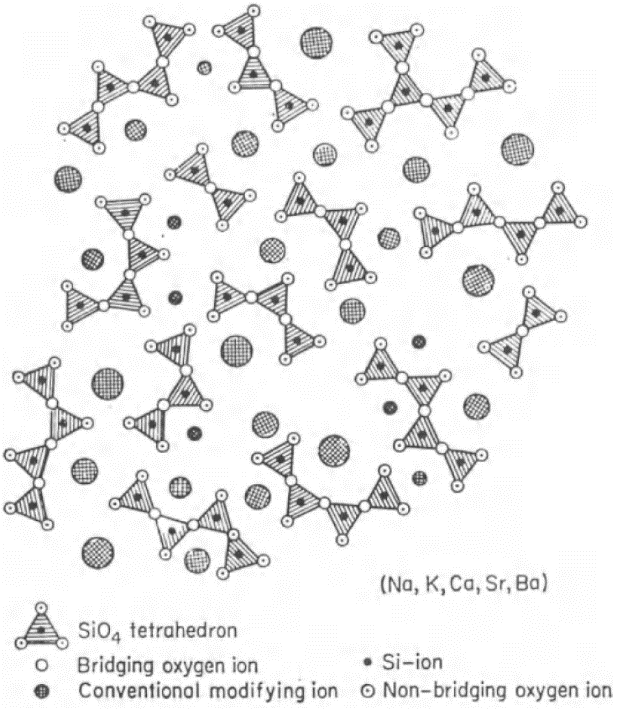 (Na, K, Ca, Sr, Ba)
SiO4 tetrahedron
Bridging oxygen ion
Si-ion
Conventional modifying ion
Non-bridging oxygen ion